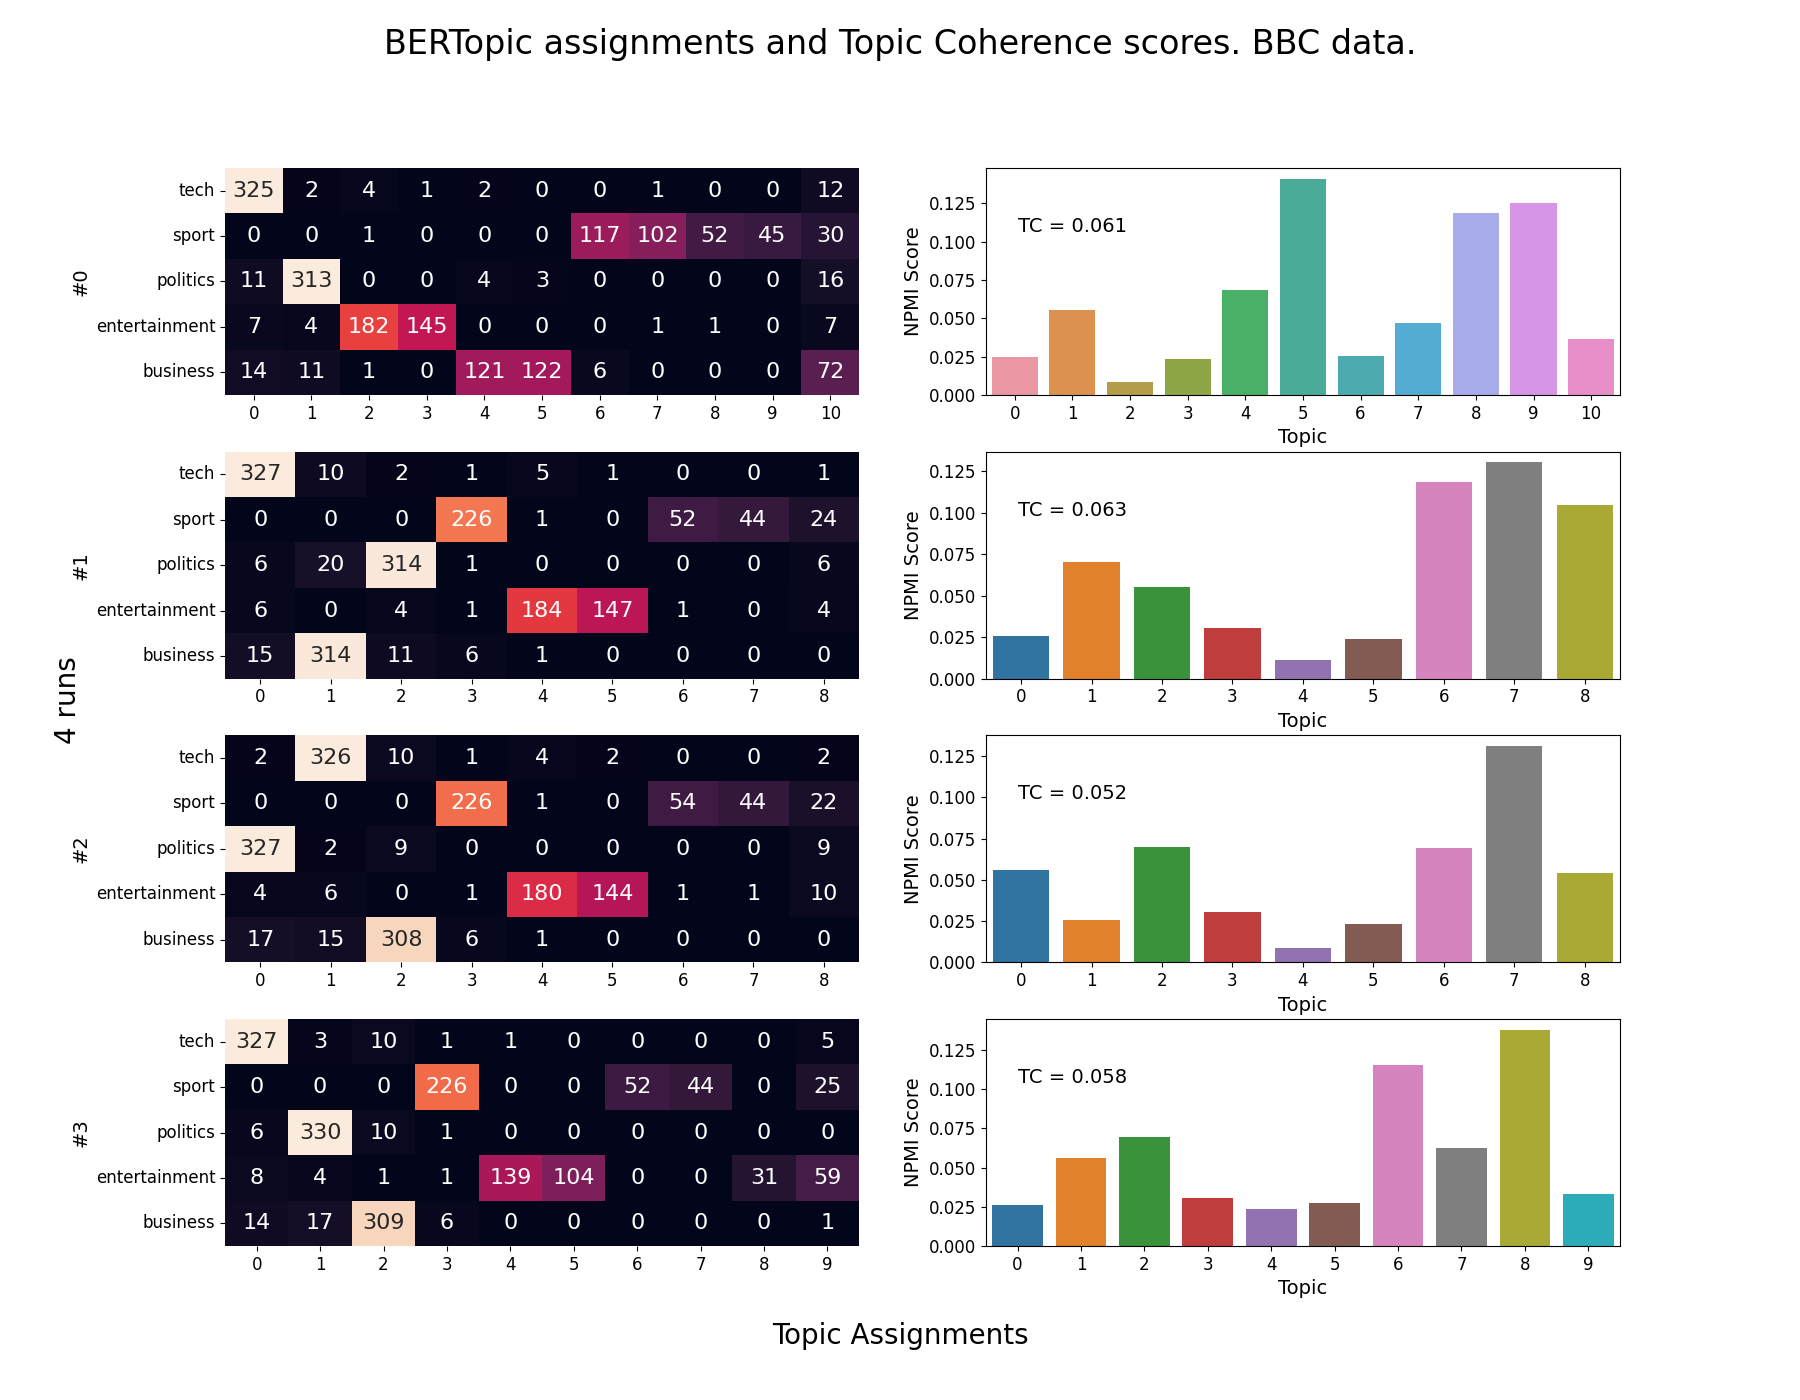 BERTopic assignments and Topic Coherence scores. BBC data.
4 runs
#0
tech 325 2 4 1 2 0 0 1 0 0 12
sport 0 0 1 0 0 0 117 102 52 45 30
politics 11 313 0 0 4 3 0 0 0 0 16
entertainment 7 4 182 145 0 0 0 1 1 0 7
business 14 11 1 0 121 122 6 0 0 0 72
0 1 2 3 4 5 6 7 8 9 10
NPMI Score
0.125
0.100
0.075
0.050
0.025
0.000
TC = 0.061
0 1 2 3 4 5 6 7 8 9 10
Topic
#1
tech 327 10 2 1 5 1 0 0 1
sport 0 0 0 226 1 0 52 44 24
politics 6 20 314 1 0 0 0 0 6
entertainment 6 0 4 1 184 147 1 0 4
business 15 314 11 6 1 0 0 0 0
0 1 2 3 4 5 6 7 8
NPMI Score
0.125
0.100
0.075
0.050
0.025
0.000
TC = 0.063
0 1 2 3 4 5 6 7 8
Topic
#2
tech 2 326 10 1 4 2 0 0 2
sport 0 0 0 226 1 0 54 44 22
politics 327 2 9 0 0 0 0 0 9
entertainment 4 6 0 1 180 144 1 1 10
business 17 15 308 6 1 0 0 0 0
0 1 2 3 4 5 6 7 8
NPMI Score
0.125
0.100
0.075
0.050
0.025
0.000
TC = 0.052
0 1 2 3 4 5 6 7 8
Topic
#3
tech 327 3 10 1 1 0 0 0 0 5
sport 0 0 0 226 0 0 52 44 0 25
politics 6 330 10 1 0 0 0 0 0 0
entertainment 8 4 1 1 139 104 0 0 31 59
business 14 17 309 6 0 0 0 0 0 1
0 1 2 3 4 5 6 7 8 9
NPMI Score
0.125
0.100
0.075
0.050
0.025
0.000
TC = 0.058
0 1 2 3 4 5 6 7 8 9
Topic
Topic Assignments